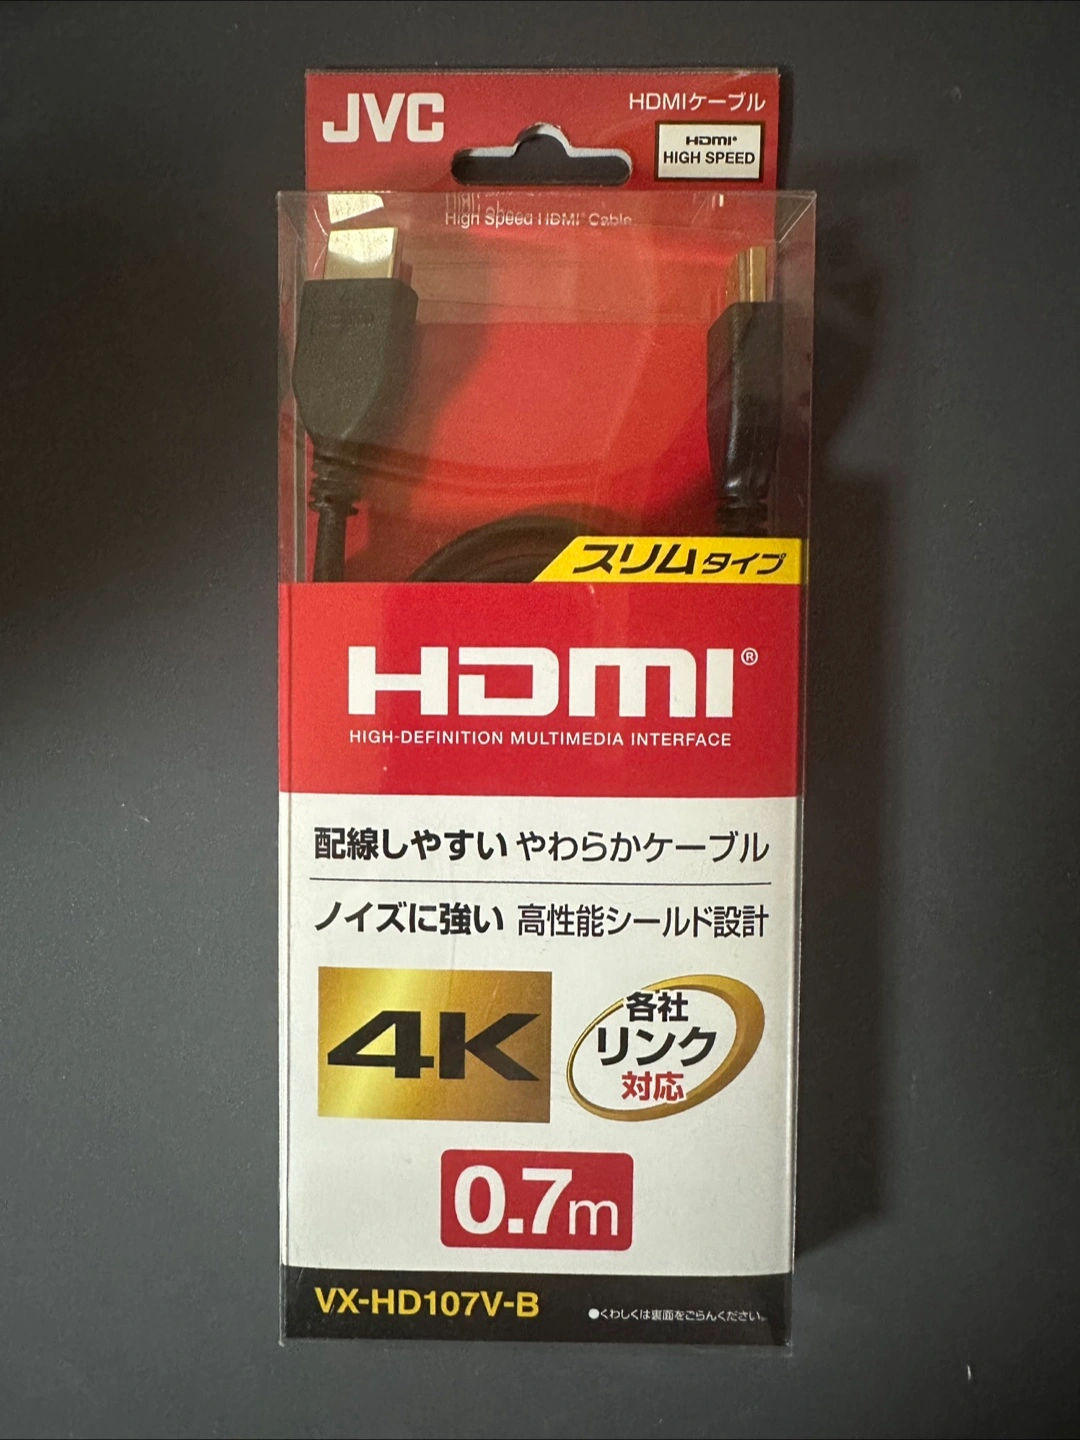 JVC
HDMIケーブル
HDMI®
HIGH SPEED
High Speed HDMI® Cable
スリムタイプ
HDMI®
HIGH-DEFINITION MULTIMEDIA INTERFACE
配線しやすい やわらかケーブル
ノイズに強い 高性能シールド設計
4K
各社
リンク
対応
0.7m
VX-HD107V-B
●くわしくは裏面をごらんください。